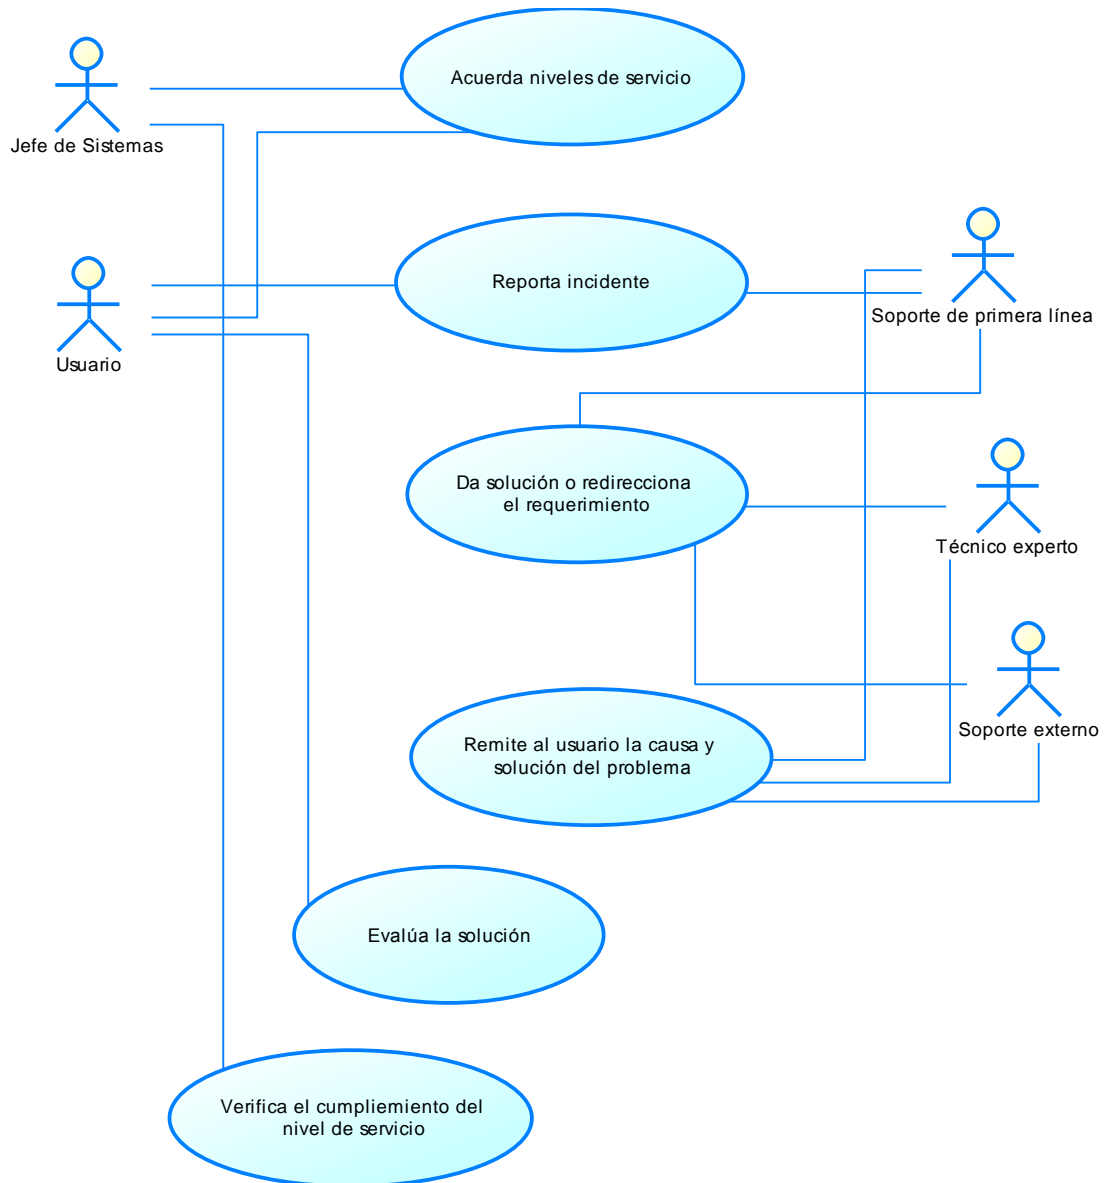 Acuerda niveles de servicio
Jefe de Sistemas
Reporta incidente
Soporte de primera línea
Usuario
Da solución o redirecciona
el requerimiento
Técnico experto
Soporte externo
Remite al usuario la causa y
solución del problema
Evalúa la solución
Verifica el cumpliemiento del
nivel de servicio